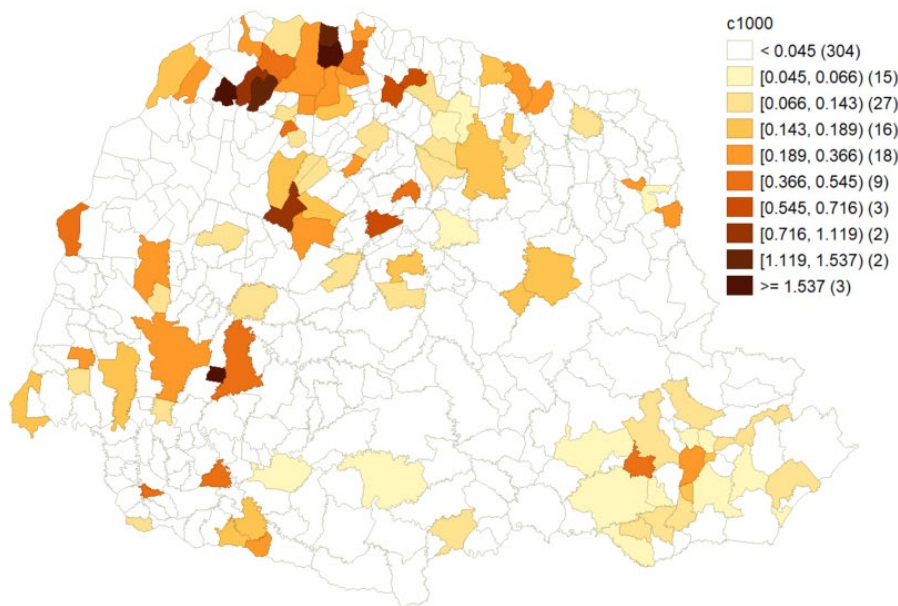 c1000
< 0.045 (304)
[0.045, 0.066) (15)
[0.066, 0.143) (27)
[0.143, 0.189) (16)
[0.189, 0.366) (18)
[0.366, 0.545) (9)
[0.545, 0.716) (3)
[0.716, 1.119) (2)
[1.119, 1.537) (2)
>= 1.537 (3)